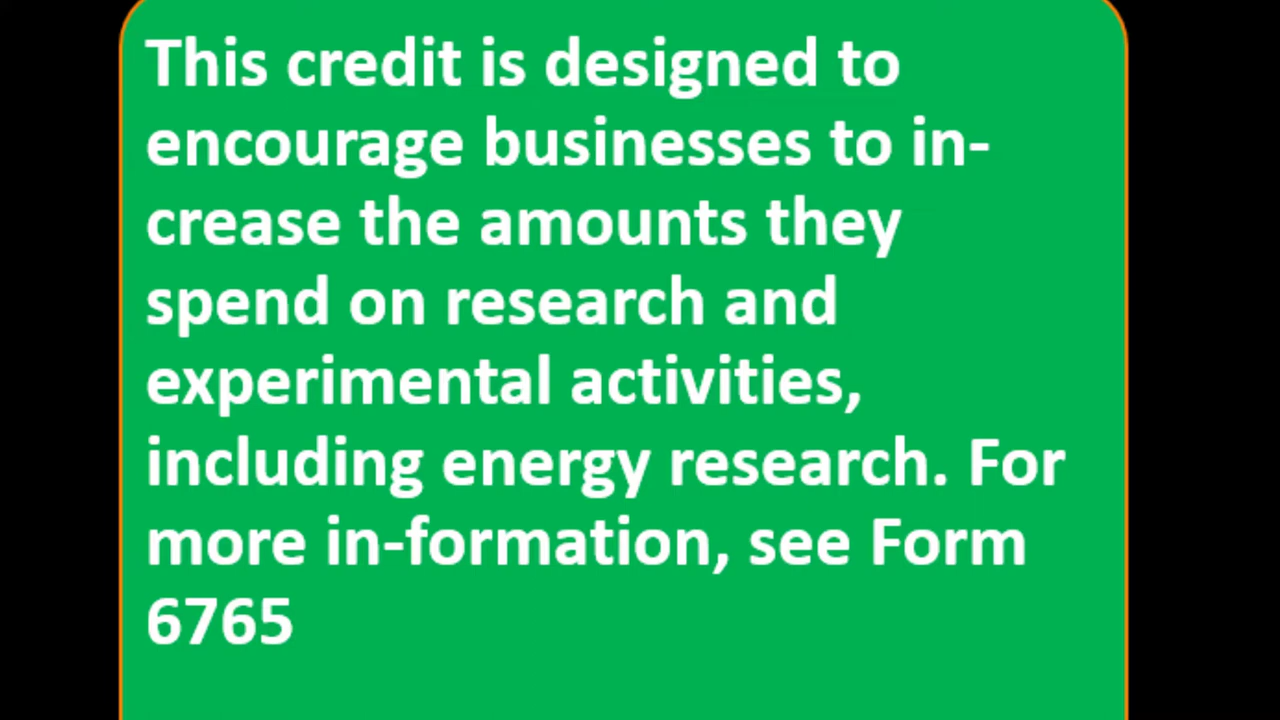 This credit is designed to
encourage businesses to in-
crease the amounts they
spend on research and
experimental activities,
including energy research. For
more in-formation, see Form
6765